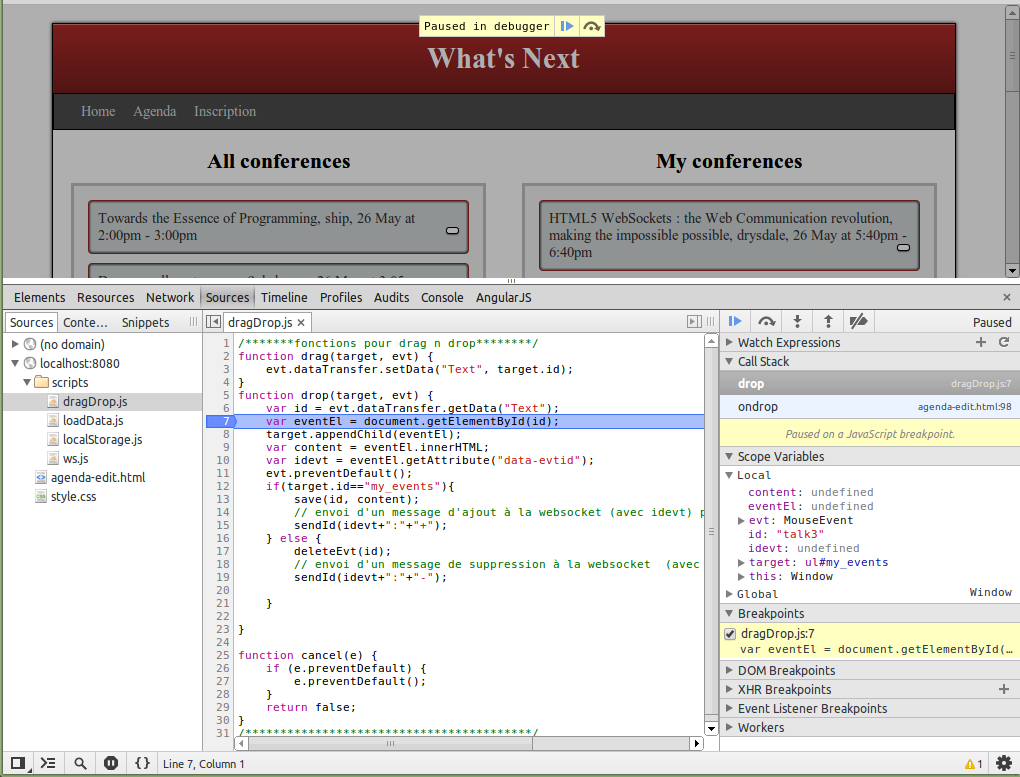 Paused in debugger
What's Next
Home Agenda Inscription
All conferences
Towards the Essence of Programming, ship, 26 May at
2:00pm - 3:00pm
My conferences
HTML5 WebSockets : the Web Communication revolution,
making the impossible possible, drysdale, 26 May at 5:40pm -
6:40pm
Elements Resources Network Sources Timeline Profiles Audits Console AngularJS ×
Sources Conte... Snippets
(no domain)
localhost:8080
scripts
dragDrop.js
loadData.js
localStorage.js
ws.js
agenda-edit.html
style.css
dragDrop.js ×
1 /*******fonctions pour drag n drop********/
2 function drag(target, evt) {
3 evt.dataTransfer.setData("Text", target.id);
4 }
5 function drop(target, evt) {
6 var id = evt.dataTransfer.getData("Text");
7 var eventEl = document.getElementById(id);
8 target.appendChild(eventEl);
9 var content = eventEl.innerHTML;
10 var idevt = eventEl.getAttribute("data-evtid");
11 evt.preventDefault();
12 if(target.id=="my_events"){
13 save(id, content);
14 // envoi d'un message d'ajout à la websocket (avec idevt) p
15 sendId(idevt+":"+"+");
16 } else {
17 deleteEvt(id);
18 // envoi d'un message de suppression à la websocket  (avec
19 sendId(idevt+":"+"-");
20
21 }
22
23 }
24
25 function cancel(e) {
26 if (e.preventDefault) {
27 e.preventDefault();
28 }
29 return false;
30 }
31 /*****************************************/
Paused
Watch Expressions + C
Call Stack
drop dragDrop.js:7
ondrop agenda-edit.html:98
Paused on a JavaScript breakpoint.
Scope Variables
Local
content: undefined
eventEl: undefined
evt: MouseEvent
id: "talk3"
idevt: undefined
target: ul#my_events
this: Window
Global Window
Breakpoints
dragDrop.js:7
var eventEl = document.getElementById(…
DOM Breakpoints
XHR Breakpoints +
Event Listener Breakpoints
Workers
{ } Line 7, Column 1 1